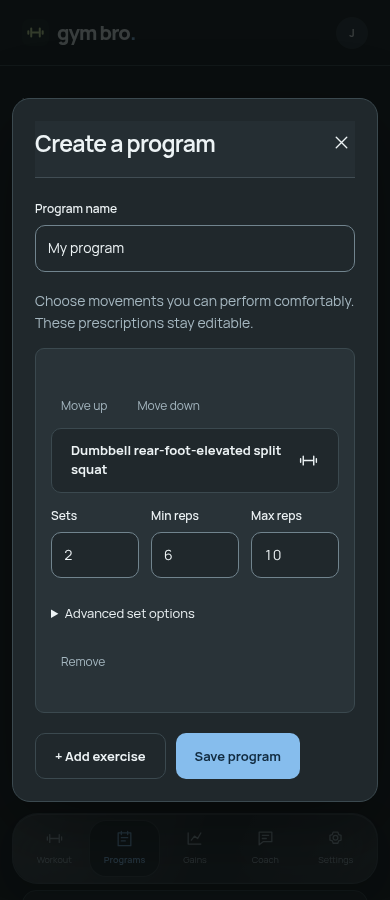 gym bro.
J
Create a program
Program name
My program
Choose movements you can perform comfortably.
These prescriptions stay editable.
Move up
Move down
Dumbbell rear-foot-elevated split
squat
Sets
Min reps
Max reps
2
6
10
Advanced set options
Remove
+ Add exercise
Save program
Workout
Programs
Gains
Coach
Settings